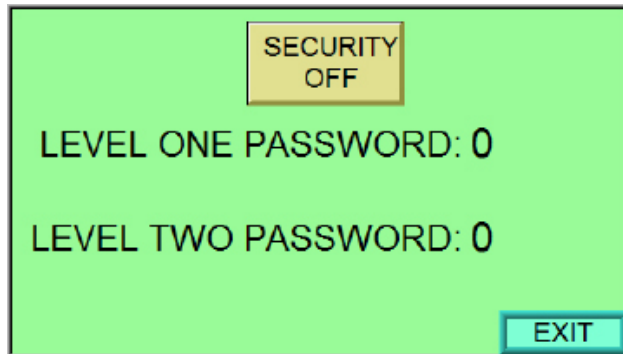 SECURITY
OFF
LEVEL ONE PASSWORD: 0
LEVEL TWO PASSWORD: 0
EXIT